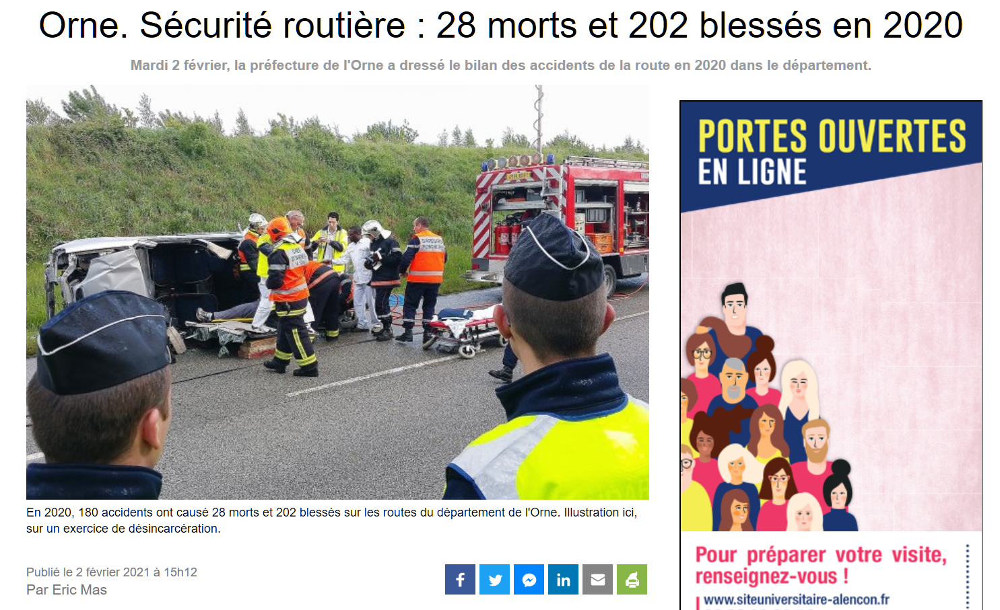 Orne. Sécurité routière : 28 morts et 202 blessés en 2020
Mardi 2 février, la préfecture de l'Orne a dressé le bilan des accidents de la route en 2020 dans le département.
PORTES OUVERTES
EN LIGNE
SAPEURS
POMPIERS
En 2020, 180 accidents ont causé 28 morts et 202 blessés sur les routes du département de l'Orne. Illustration ici,
sur un exercice de désincarcération.
Publié le 2 février 2021 à 15h12
Par Eric Mas
Pour préparer votre visite,
renseignez-vous !
www.siteuniversitaire-alencon.fr